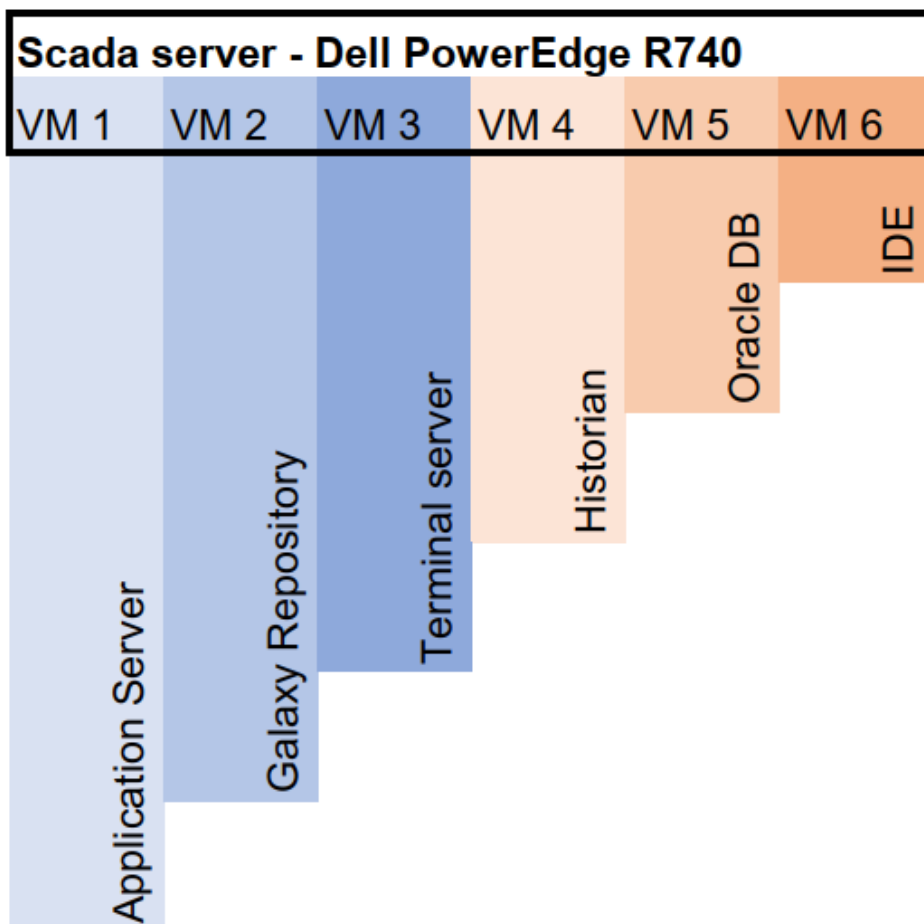 Scada server - Dell PowerEdge R740
VM 1
VM 2
VM 3
VM 4
VM 5
VM 6
Application Server
Galaxy Repository
Terminal server
Historian
Oracle DB
IDE